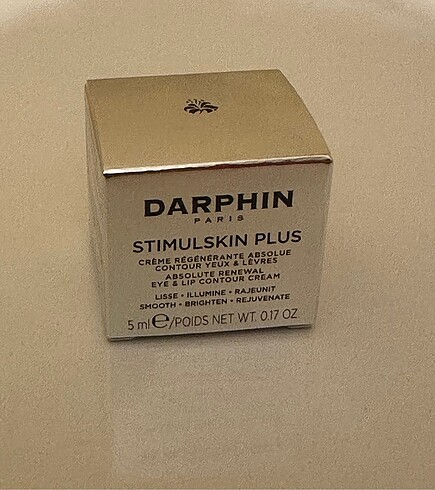 DARPHIN
PARIS
STIMULSKIN PLUS
CRÈME RÉGÉNÉRANTE ABSOLUE
CONTOUR YEUX & LÈVRES
ABSOLUTE RENEWAL
EYE & LIP CONTOUR CREAM
LISSE • ILLUMINE • RAJEUNIT
SMOOTH • BRIGHTEN • REJUVENATE
5 ml ℮/POIDS NET WT. 0.17 OZ